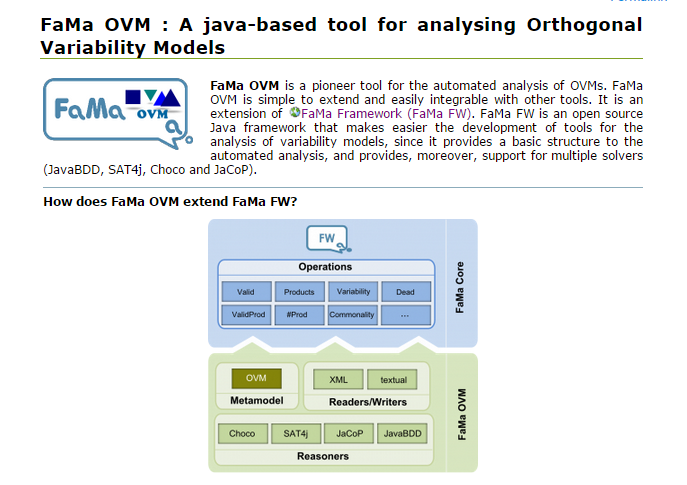 FaMa OVM : A java-based tool for analysing Orthogonal
Variability Models
FaMa OVM
FaMa OVM is a pioneer tool for the automated analysis of OVMs. FaMa
OVM is simple to extend and easily integrable with other tools. It is an
extension of FaMa Framework (FaMa FW). FaMa FW is an open source
Java framework that makes easier the development of tools for the
analysis of variability models, since it provides a basic structure to the
automated analysis, and provides, moreover, support for multiple solvers
(JavaBDD, SAT4j, Choco and JaCoP).
How does FaMa OVM extend FaMa FW?
FW
Operations
Valid Products Variability Dead
ValidProd #Prod Commonality ...
FaMa Core
OVM
Metamodel
XML textual
Readers/Writers
Choco SAT4j JaCoP JavaBDD
Reasoners
FaMa OVM